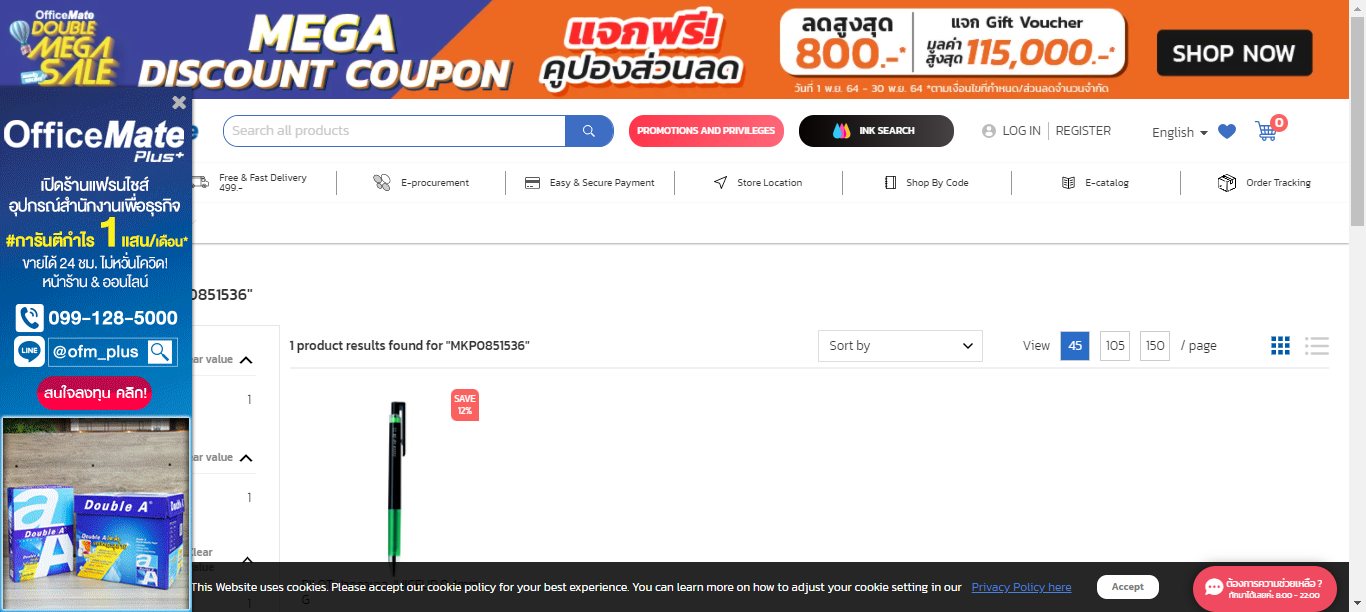 OfficeMate
DOUBLE
MEGA
SALE
MEGA
DISCOUNT COUPON
แจกฟรี!
คูปองส่วนลด
ลดสูงสุด
800.-*
แจก Gift Voucher
มูลค่า
สูงสุด 115,000.-*
วันที่ 1 พ.ย. 64 - 30 พ.ย. 64 *ตามเงื่อนไขที่กำหนด/ส่วนลดจำนวนจำกัด
SHOP NOW
Search all products
PROMOTIONS AND PRIVILEGES
INK SEARCH
LOG IN
REGISTER
English
0
Free & Fast Delivery
499.-
E-procurement
Easy & Secure Payment
Store Location
Shop By Code
E-catalog
Order Tracking
OfficeMate
Plus+
เปิดร้านแฟรนไชส์
อุปกรณ์สำนักงานเพื่อธุรกิจ
#การันตีกำไร 1 แสน/เดือน*
ขายได้ 24 ชม. ไม่หวั่นโควิด!
หน้าร้าน & ออนไลน์
099-128-5000
LINE
@ofm_plus
สนใจลงทุน คลิก!
Double A
Double A
0851536"
1 product results found for "MKP0851536"
Sort by
View
45
105
150
/ page
ar value
1
ar value
1
Clear
SAVE
12%
This Website uses cookies. Please accept our cookie policy for your best experience. You can learn more on how to adjust your cookie setting in our
Privacy Policy here
Accept
ต้องการความช่วยเหลือ ?
ทักมาได้เลยค่ะ 8:00 - 22:00